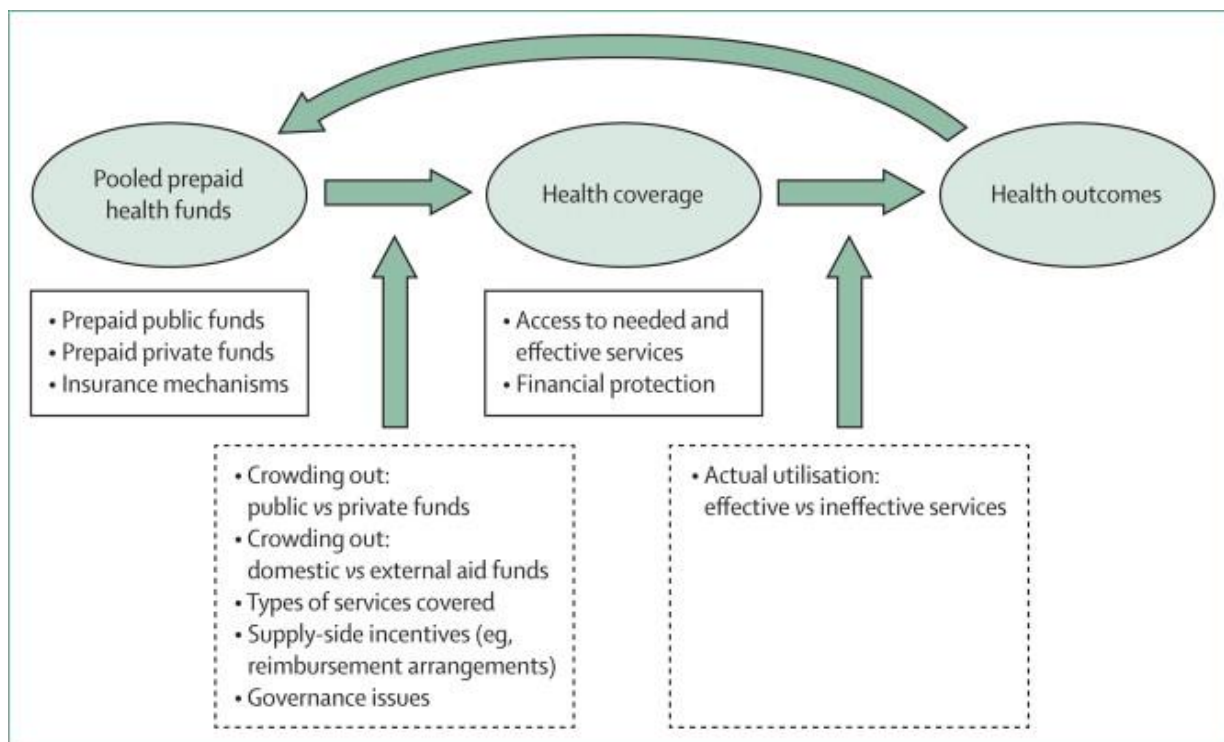 Pooled prepaid
health funds
Health coverage
Health outcomes
• Prepaid public funds
• Prepaid private funds
• Insurance mechanisms
• Access to needed and
effective services
• Financial protection
• Crowding out:
public vs private funds
• Crowding out:
domestic vs external aid funds
• Types of services covered
• Supply-side incentives (eg,
reimbursement arrangements)
• Governance issues
• Actual utilisation:
effective vs ineffective services